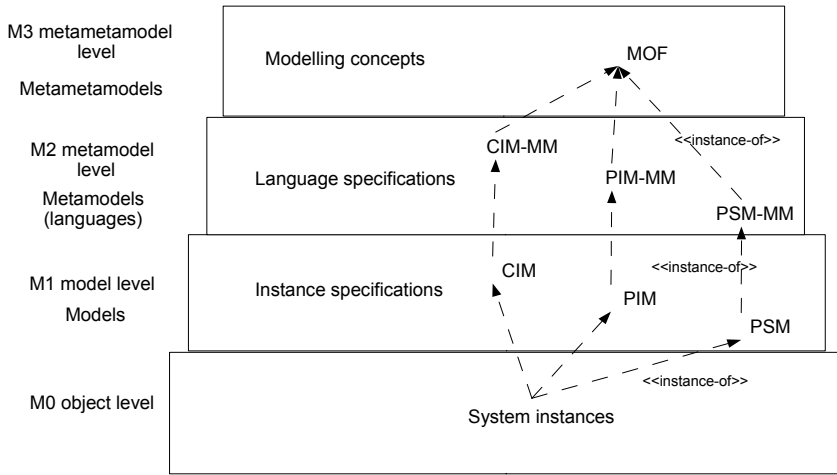 M3 metametamodel
level
Metametamodels
Modelling concepts
MOF
M2 metamodel
level
Metamodels
(languages)
Language specifications
CIM-MM
PIM-MM
<<instance-of>>
PSM-MM
M1 model level
Models
Instance specifications
CIM
PIM
<<instance-of>>
PSM
M0 object level
System instances
<<instance-of>>